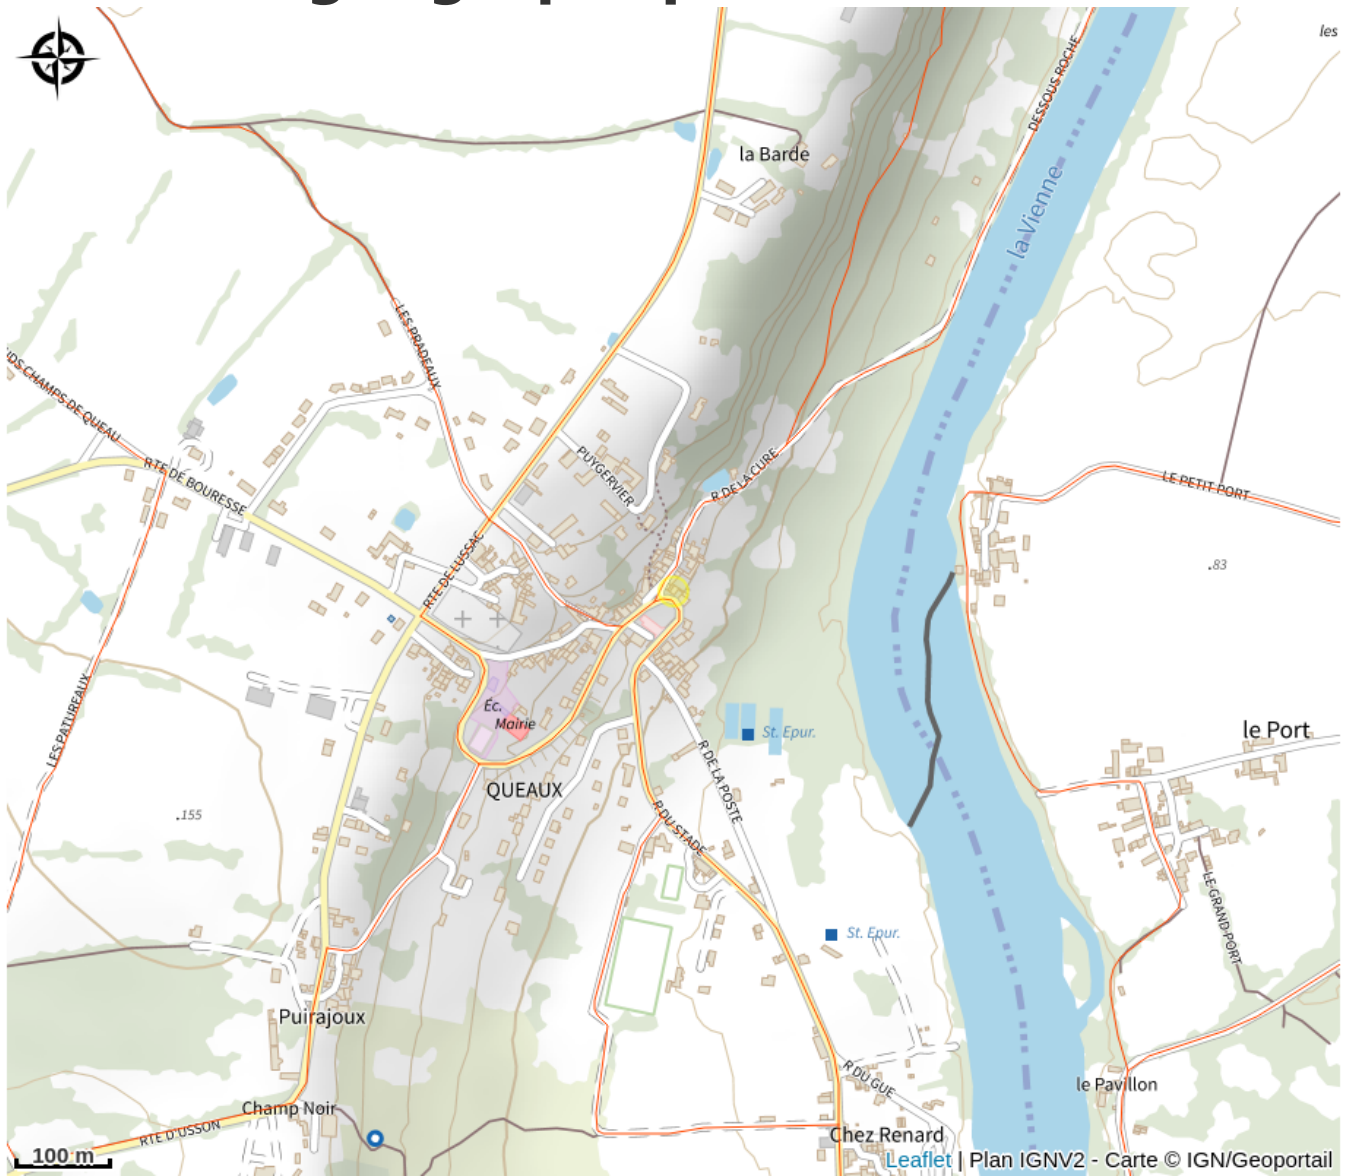 les
DESSOUS ROCHE
la Barde
la Vienne
LES PRADEAUX
DS CHAMPS DE QUEAU
RTE DE BOURESSE
PUYGERVIER
R DE LA CURE
LE PETIT PORT
RTE DE LUSSAC
.83
LES PATUREAUX
Éc.
Mairie
St. Epur.
le Port
R DE LA POSTE
QUEAUX
.155
R DU STADE
LE GRAND PORT
St. Epur.
Puirajoux
R DU GUE
le Pavillon
Champ Noir
RTE D'USSON
Chez Renard
100 m
Leaflet | Plan IGNV2 - Carte © IGN/Geoportail